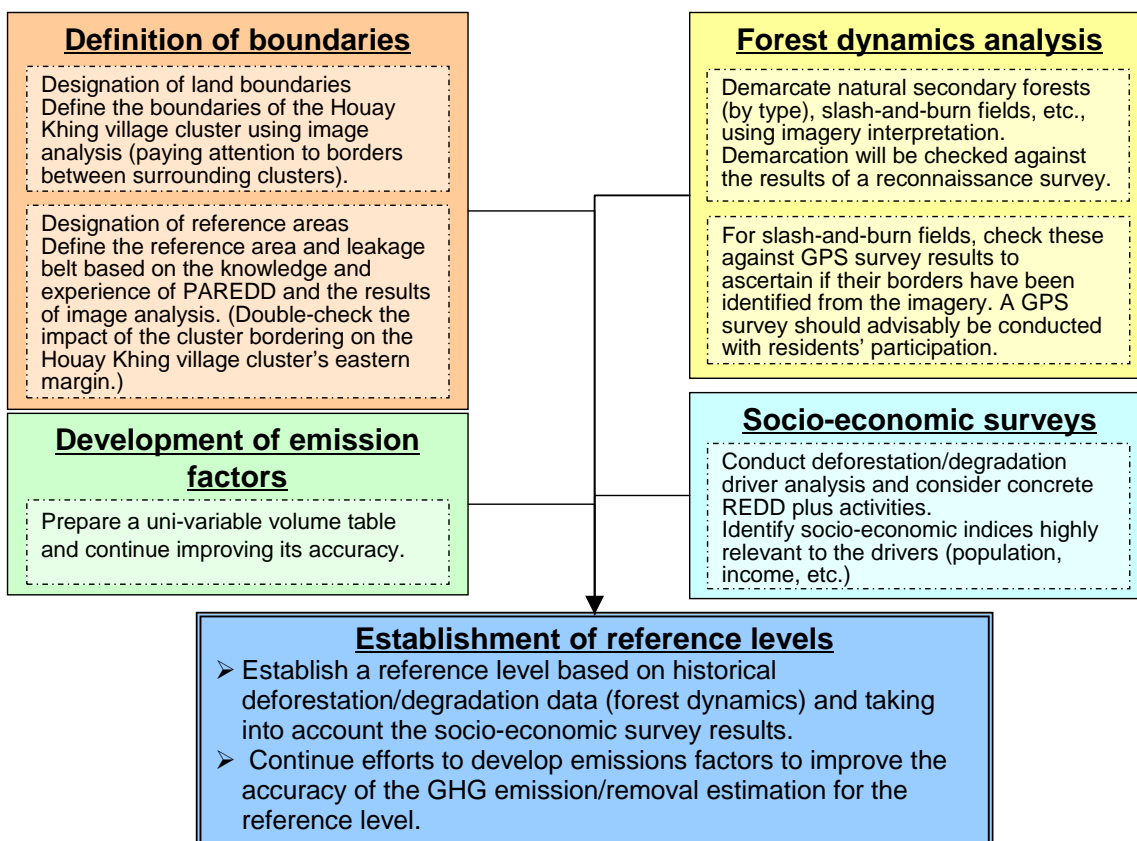 Definition of boundaries
Designation of land boundaries
Define the boundaries of the Houay
Khing village cluster using image
analysis (paying attention to borders
between surrounding clusters).
Designation of reference areas
Define the reference area and leakage
belt based on the knowledge and
experience of PAREDD and the results
of image analysis. (Double-check the
impact of the cluster bordering on the
Houay Khing village cluster's eastern
margin.)
Forest dynamics analysis
Demarcate natural secondary forests
(by type), slash-and-burn fields, etc.,
using imagery interpretation.
Demarcation will be checked against
the results of a reconnaissance survey.
For slash-and-burn fields, check these
against GPS survey results to
ascertain if their borders have been
identified from the imagery. A GPS
survey should advisably be conducted
with residents' participation.
Development of emission
factors
Prepare a uni-variable volume table
and continue improving its accuracy.
Socio-economic surveys
Conduct deforestation/degradation
driver analysis and consider concrete
REDD plus activities.
Identify socio-economic indices highly
relevant to the drivers (population,
income, etc.)
Establishment of reference levels
➢ Establish a reference level based on historical
deforestation/degradation data (forest dynamics) and taking
into account the socio-economic survey results.
➢ Continue efforts to develop emissions factors to improve the
accuracy of the GHG emission/removal estimation for the
reference level.